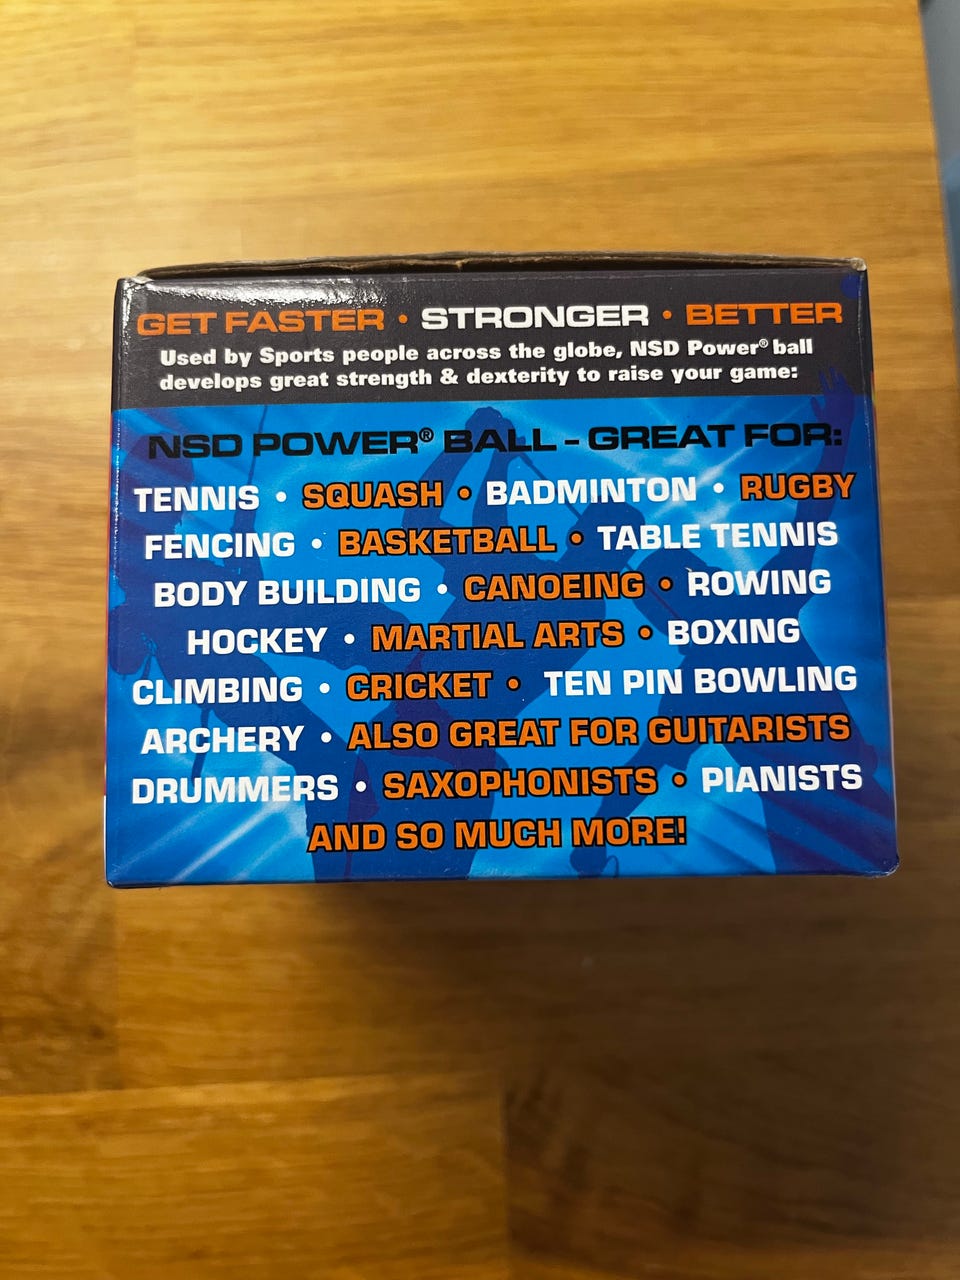 GET FASTER • STRONGER • BETTER
Used by Sports people across the globe, NSD Power® ball
develops great strength & dexterity to raise your game:
NSD POWER® BALL – GREAT FOR:
TENNIS • SQUASH • BADMINTON • RUGBY
FENCING • BASKETBALL • TABLE TENNIS
BODY BUILDING • CANOEING • ROWING
HOCKEY • MARTIAL ARTS • BOXING
CLIMBING • CRICKET • TEN PIN BOWLING
ARCHERY • ALSO GREAT FOR GUITARISTS
DRUMMERS • SAXOPHONISTS • PIANISTS
AND SO MUCH MORE!